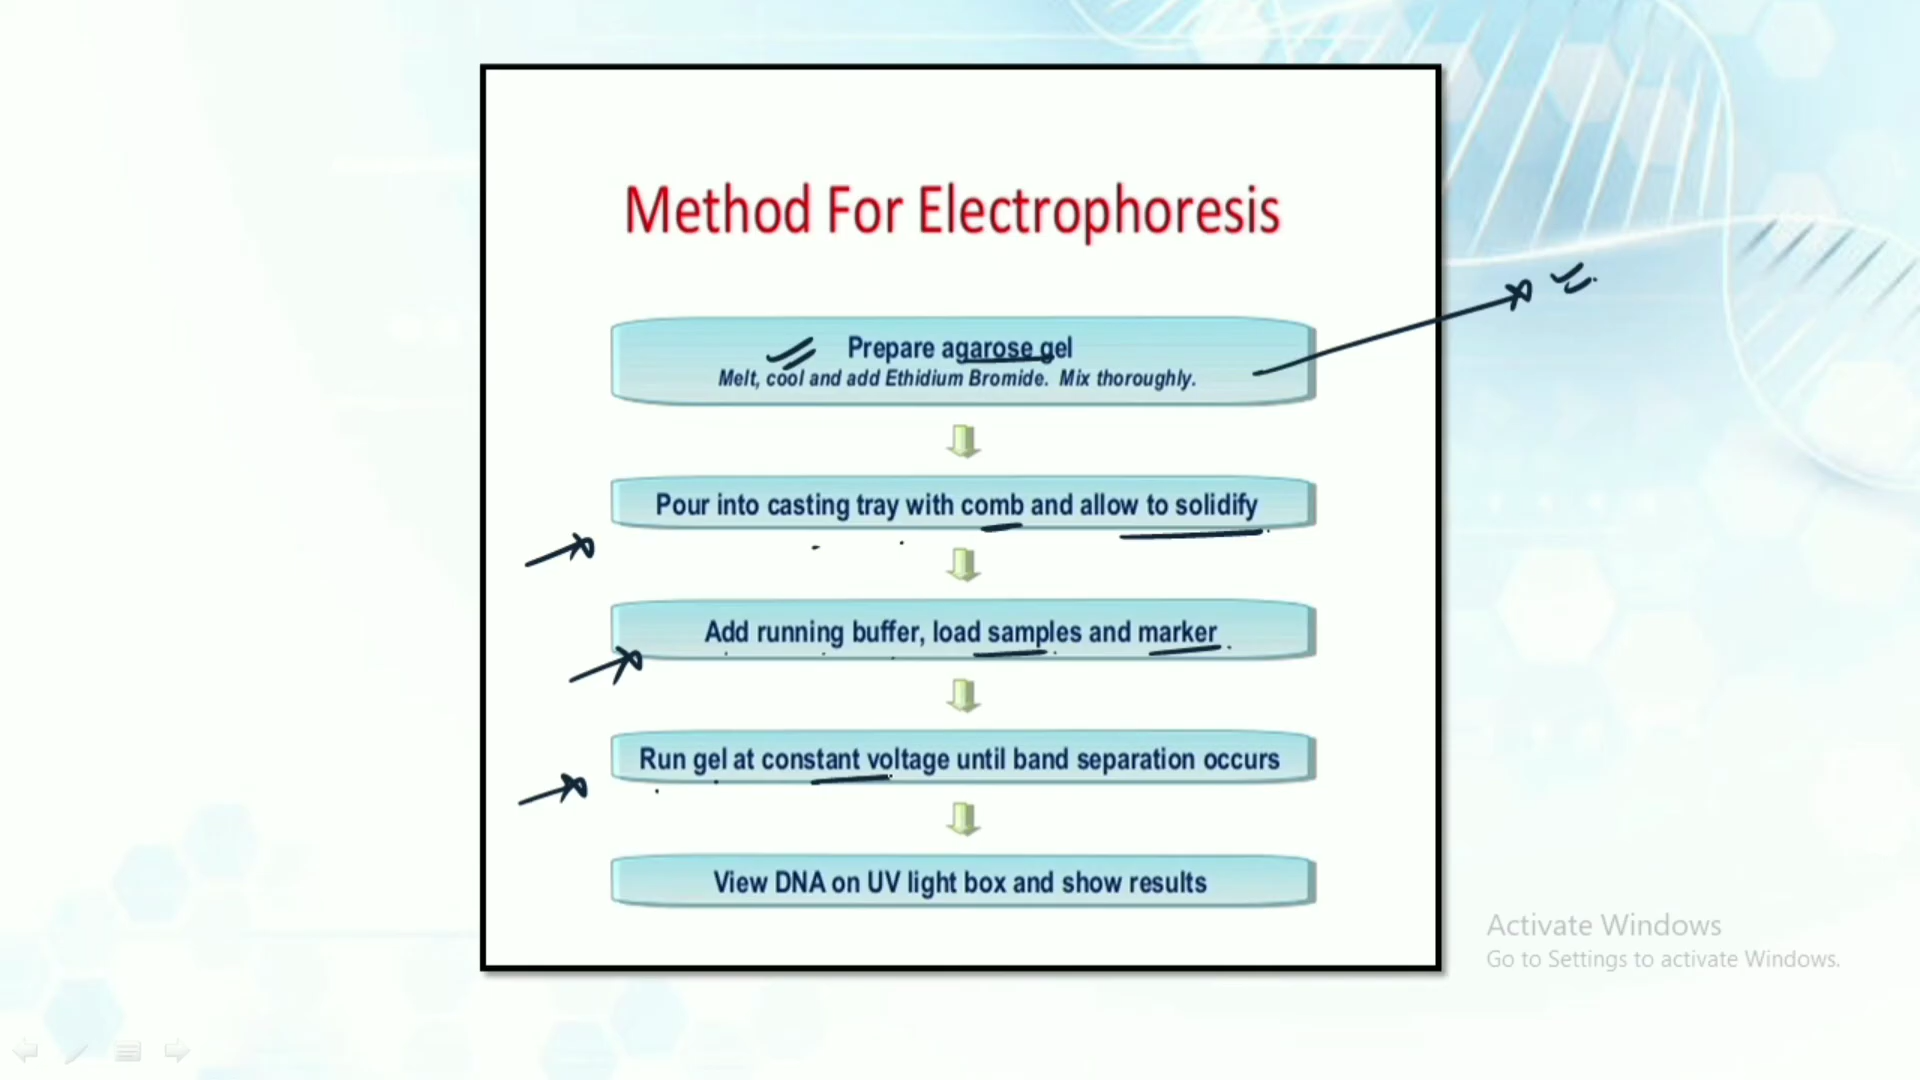 Method For Electrophoresis
Prepare agarose gel
Melt, cool and add Ethidium Bromide. Mix thoroughly.
Pour into casting tray with comb and allow to solidify
Add running buffer, load samples and marker
Run gel at constant voltage until band separation occurs
View DNA on UV light box and show results
Activate Windows
Go to Settings to activate Windows.